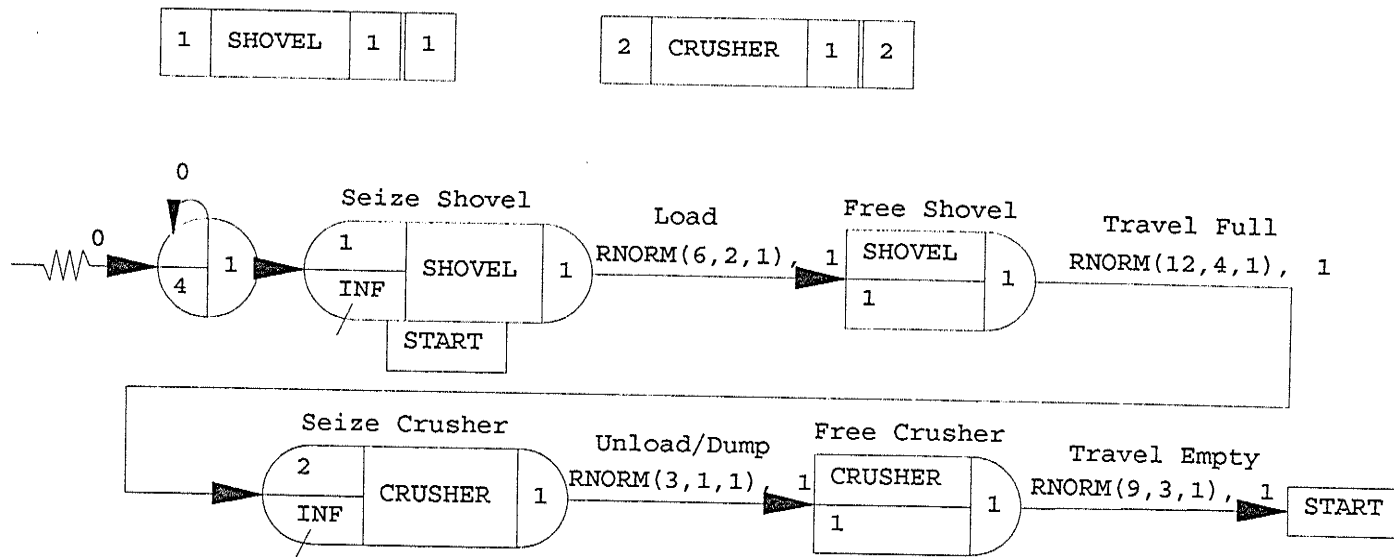 1 SHOVEL 1 1
2 CRUSHER 1 2
0
0
4
1
Seize Shovel
1
INF
SHOVEL
1
START
Load
RNORM(6,2,1), 1
Free Shovel
SHOVEL
1
1
Travel Full
RNORM(12,4,1), 1
Seize Crusher
2
INF
CRUSHER
1
Unload/Dump
RNORM(3,1,1), 1
Free Crusher
CRUSHER
1
1
Travel Empty
RNORM(9,3,1), 1
START